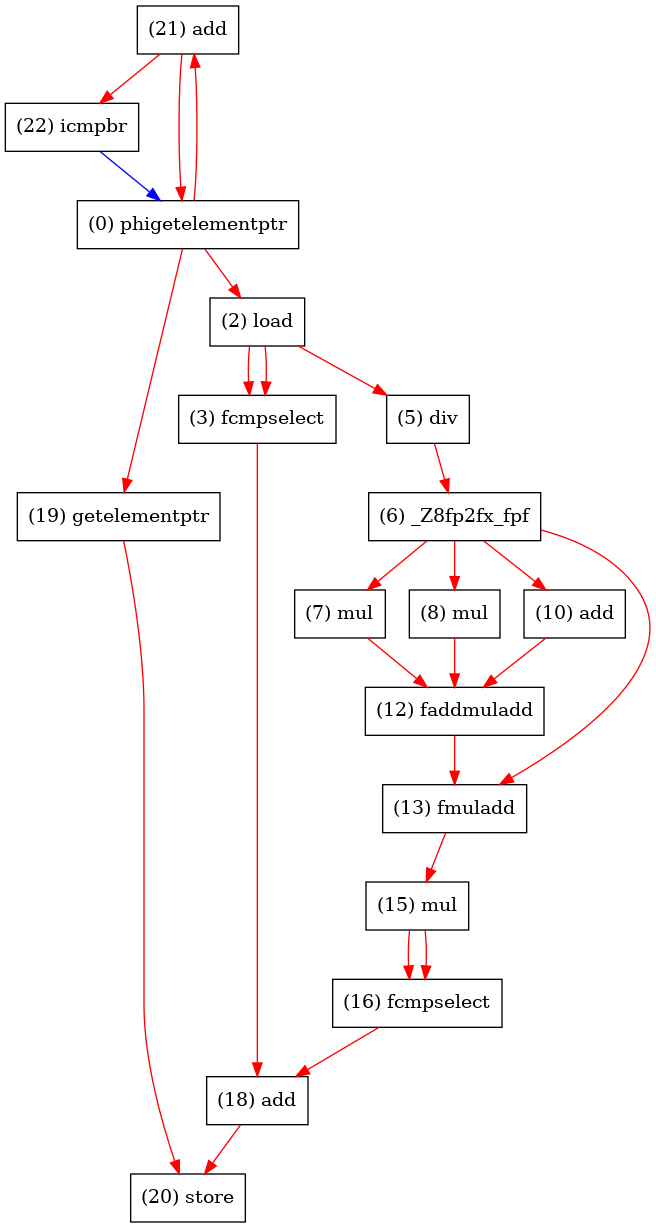 (21) add
(22) icmpbr
(0) phigetelementptr
(2) load
(3) fcmpselect
(5) div
(19) getelementptr
(6) _Z8fp2fx_fpf
(7) mul
(8) mul
(10) add
(12) faddmuladd
(13) fmuladd
(15) mul
(16) fcmpselect
(18) add
(20) store